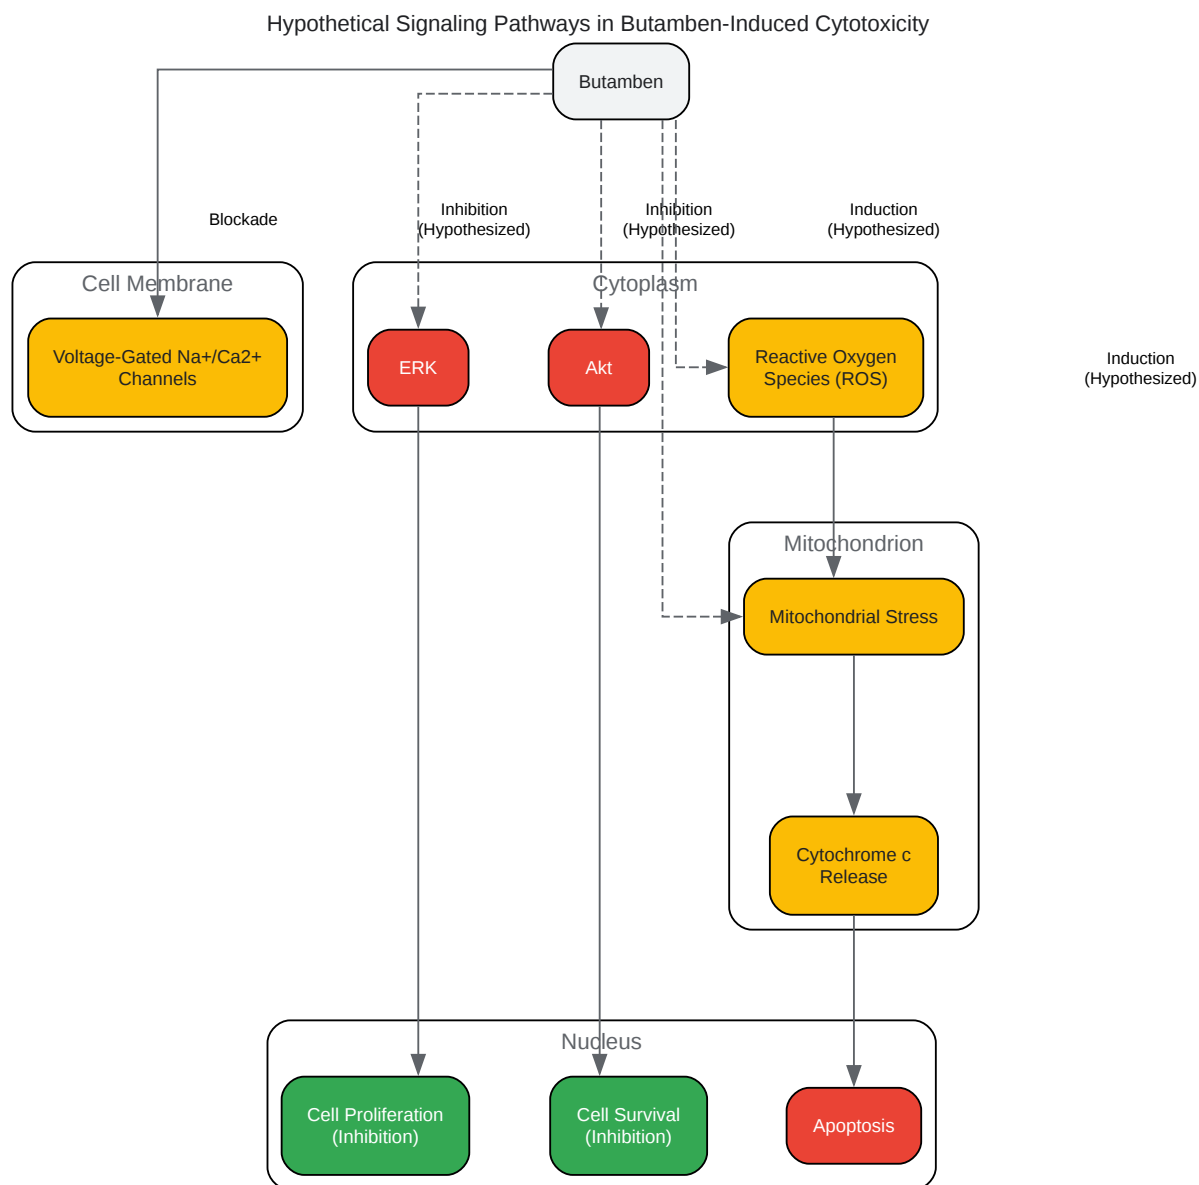 Hypothetical Signaling Pathways in Butamben-Induced Cytotoxicity
Butamben
Blockade
Inhibition
(Hypothesized)
Inhibition
(Hypothesized)
Induction
(Hypothesized)
Cell Membrane
Voltage-Gated Na+/Ca2+
Channels
Cytoplasm
ERK
Akt
Reactive Oxygen
Species (ROS)
Induction
(Hypothesized)
Mitochondrion
Mitochondrial Stress
Cytochrome c
Release
Nucleus
Cell Proliferation
(Inhibition)
Cell Survival
(Inhibition)
Apoptosis